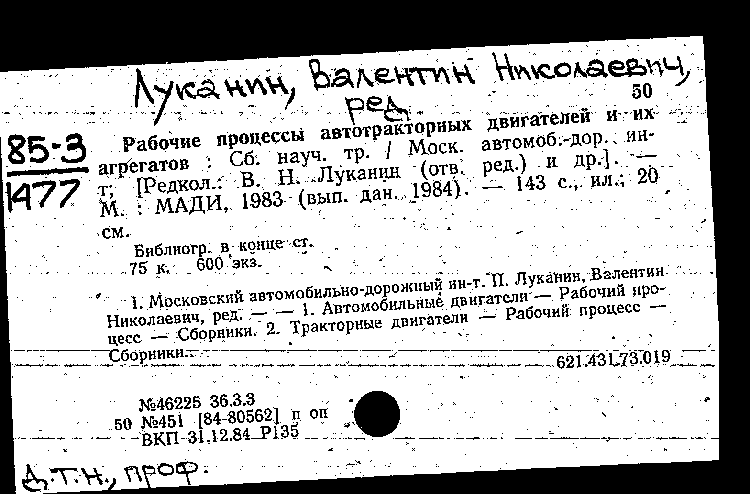 Луканин, Валентин Николаевич,
ред.
50
85-3
1477
Рабочие процессы автотракторных двигателей и их
агрегатов : Сб. науч. тр. / Моск. автомоб.-дор. ин-
т; [Редкол.: В. Н. Луканин (отв. ред.) и др.]. —
М. : МАДИ, 1983 (вып. дан. 1984). — 143 с., ил.; 20
см.
Библиогр. в конце ст.
75 к. 600 экз.
1. Московский автомобильно-дорожный ин-т. II. Луканин, Валентин
Николаевич, ред. — — 1. Автомобильные двигатели — Рабочий про-
цесс — Сборники. 2. Тракторные двигатели — Рабочий процесс —
Сборники.
621.431.73.019
№46225 36.3.3
50 №451 [84-80562] п оп
ВКП 31.12.84 Р135
Д.т.н., проф.